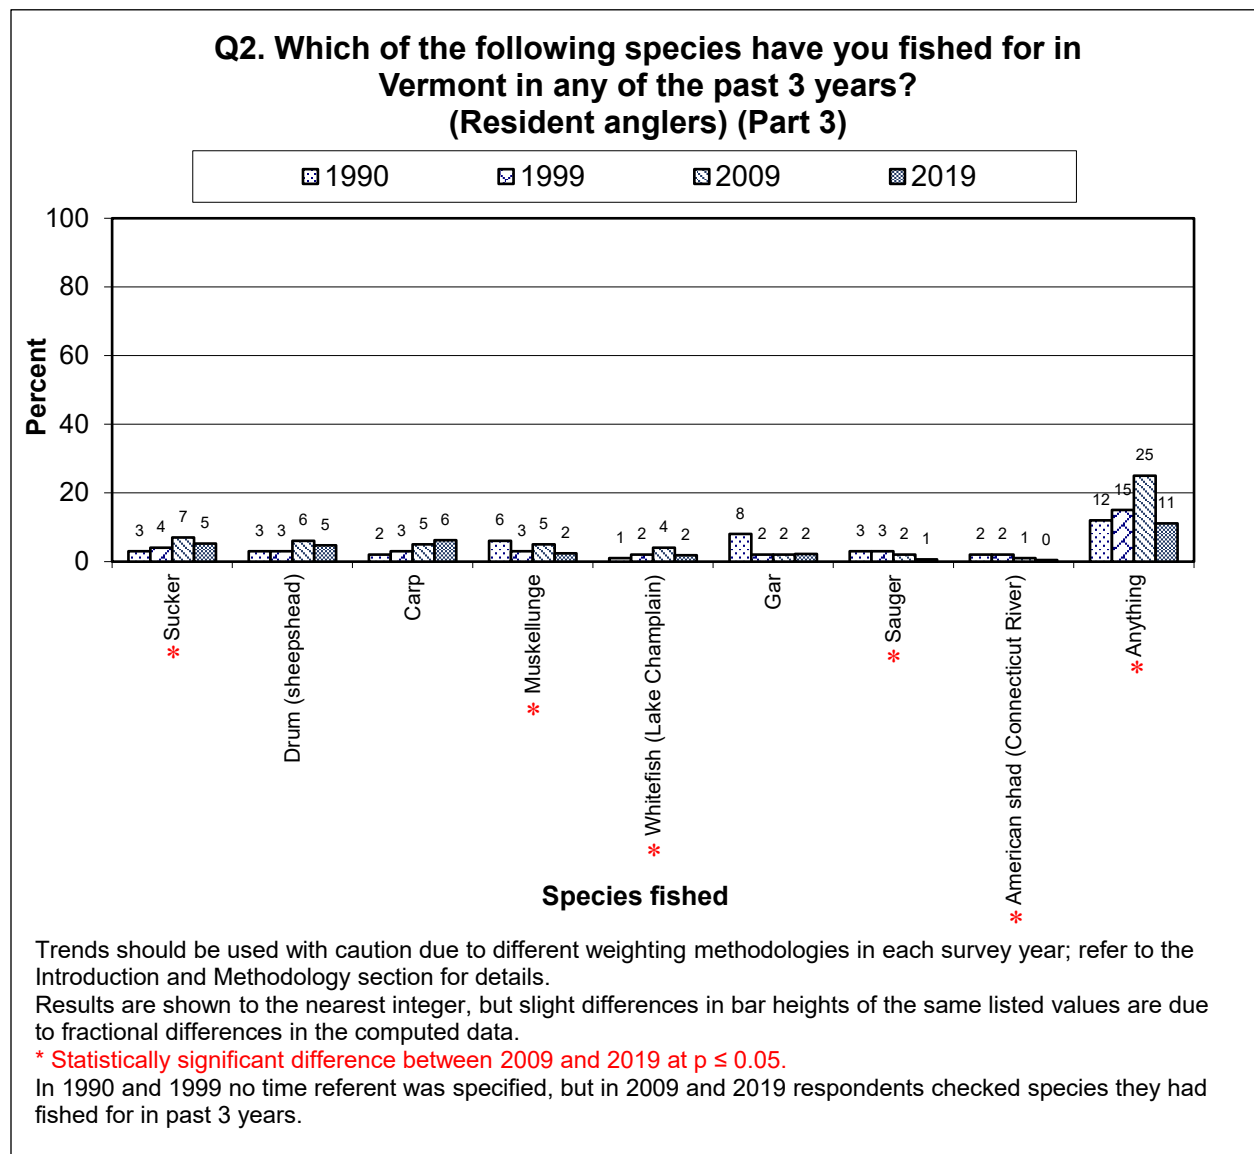 Q2. Which of the following species have you fished for in
Vermont in any of the past 3 years?
(Resident anglers) (Part 3)
1990 1999 2009 2019
Percent
100
80
60
40
20
0
3 4 7 5
3 3 6 5
2 3 5 6
6 3 5 2
1 2 4 2
8 2 2 2
3 3 2 1
2 2 1 0
12 15 25 11
* Sucker
Drum (sheepshead)
Carp
* Muskellunge
* Whitefish (Lake Champlain)
Gar
* Sauger
* American shad (Connecticut River)
* Anything
Species fished
Trends should be used with caution due to different weighting methodologies in each survey year; refer to the
Introduction and Methodology section for details.
Results are shown to the nearest integer, but slight differences in bar heights of the same listed values are due
to fractional differences in the computed data.
* Statistically significant difference between 2009 and 2019 at p ≤ 0.05.
In 1990 and 1999 no time referent was specified, but in 2009 and 2019 respondents checked species they had
fished for in past 3 years.